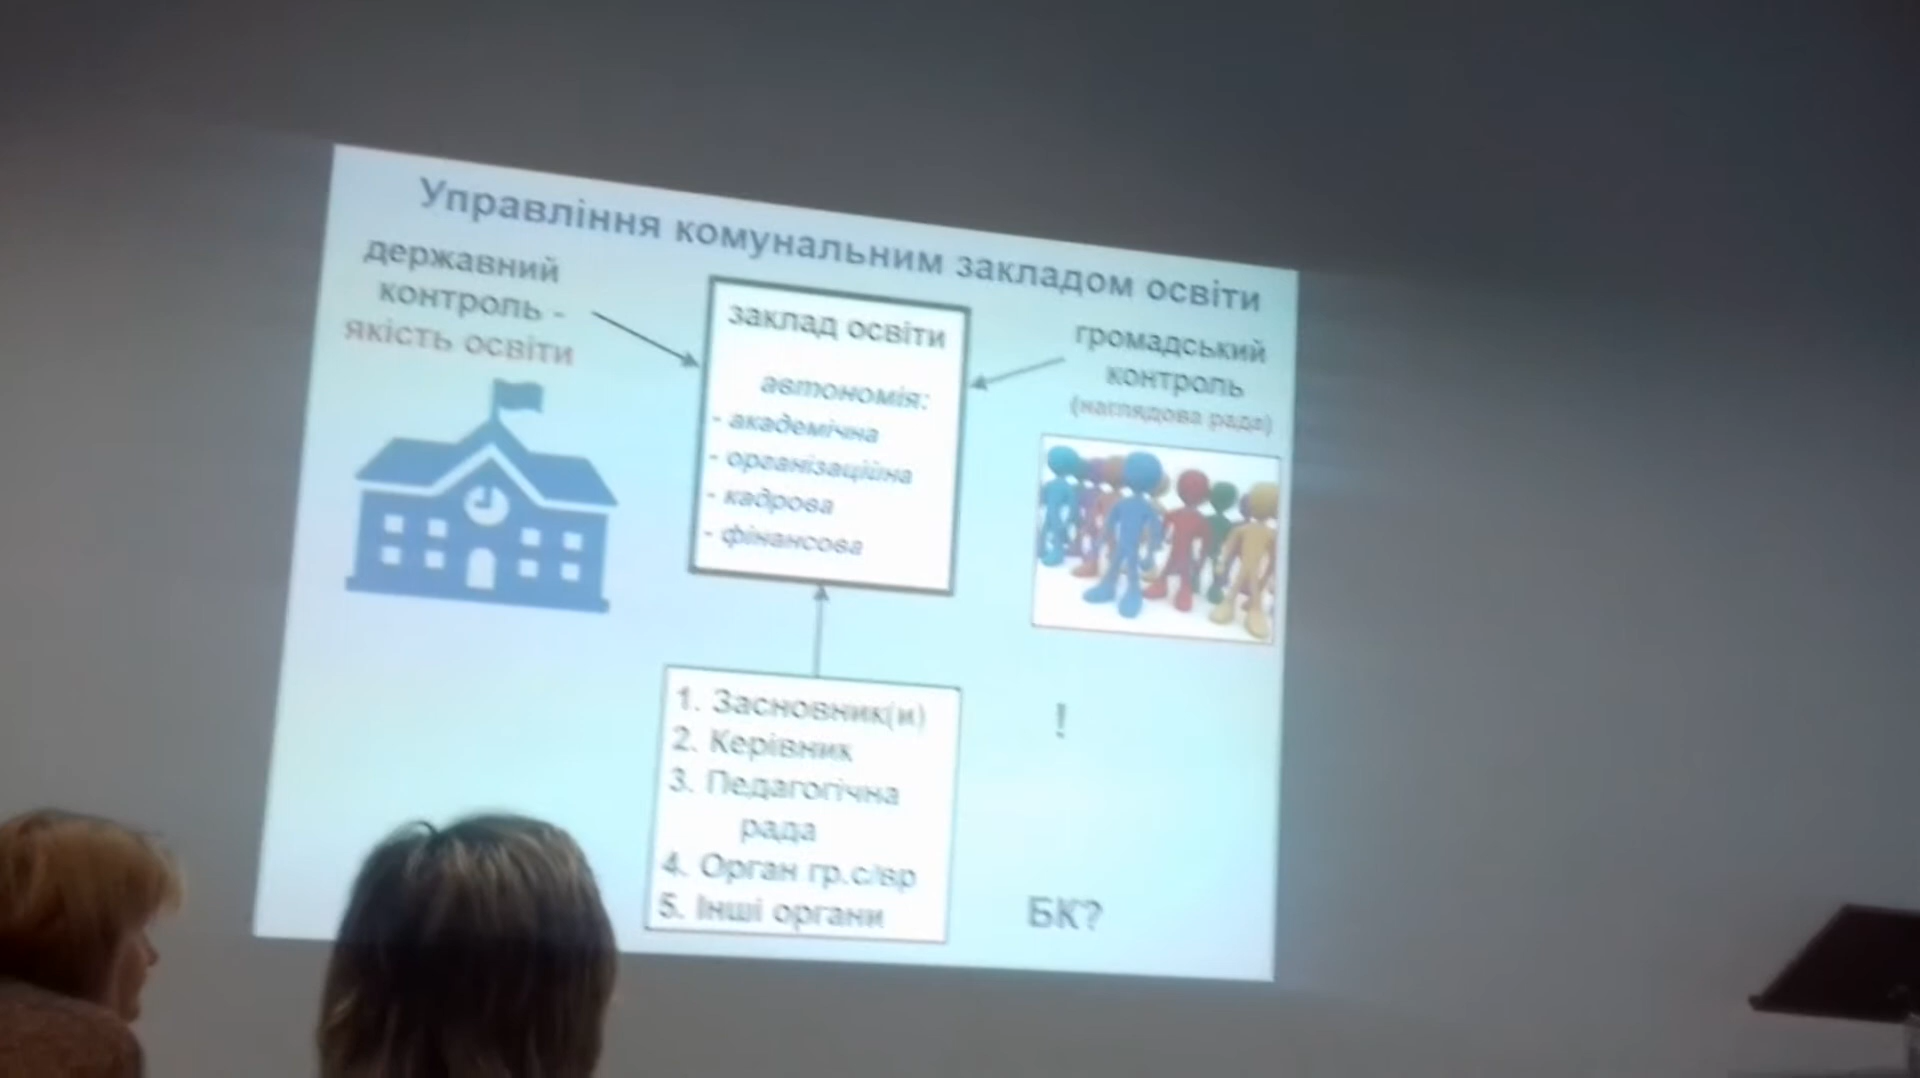 Управління комунальним закладом освіти
державний
контроль -
якість освіти
заклад освіти
автономія:
- академічна
- організаційна
- кадрова
- фінансова
громадський
контроль
(наглядова рада)
1. Засновник(и)
2. Керівник
3. Педагогічна
рада
4. Орган гр.с/вр
5. Інші органи
!
БК?